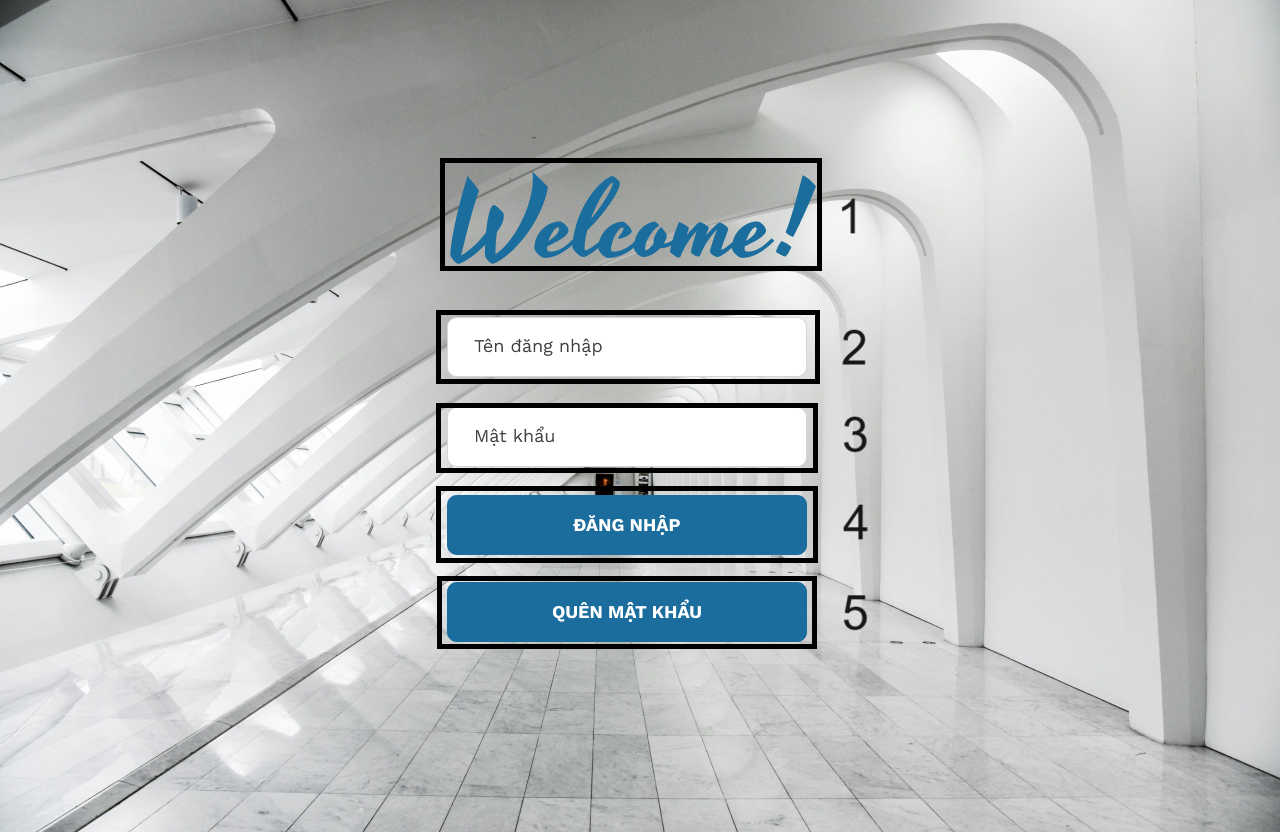 Welcome!
1
Tên đăng nhập
2
Mật khẩu
3
ĐĂNG NHẬP
4
QUÊN MẬT KHẨU
5